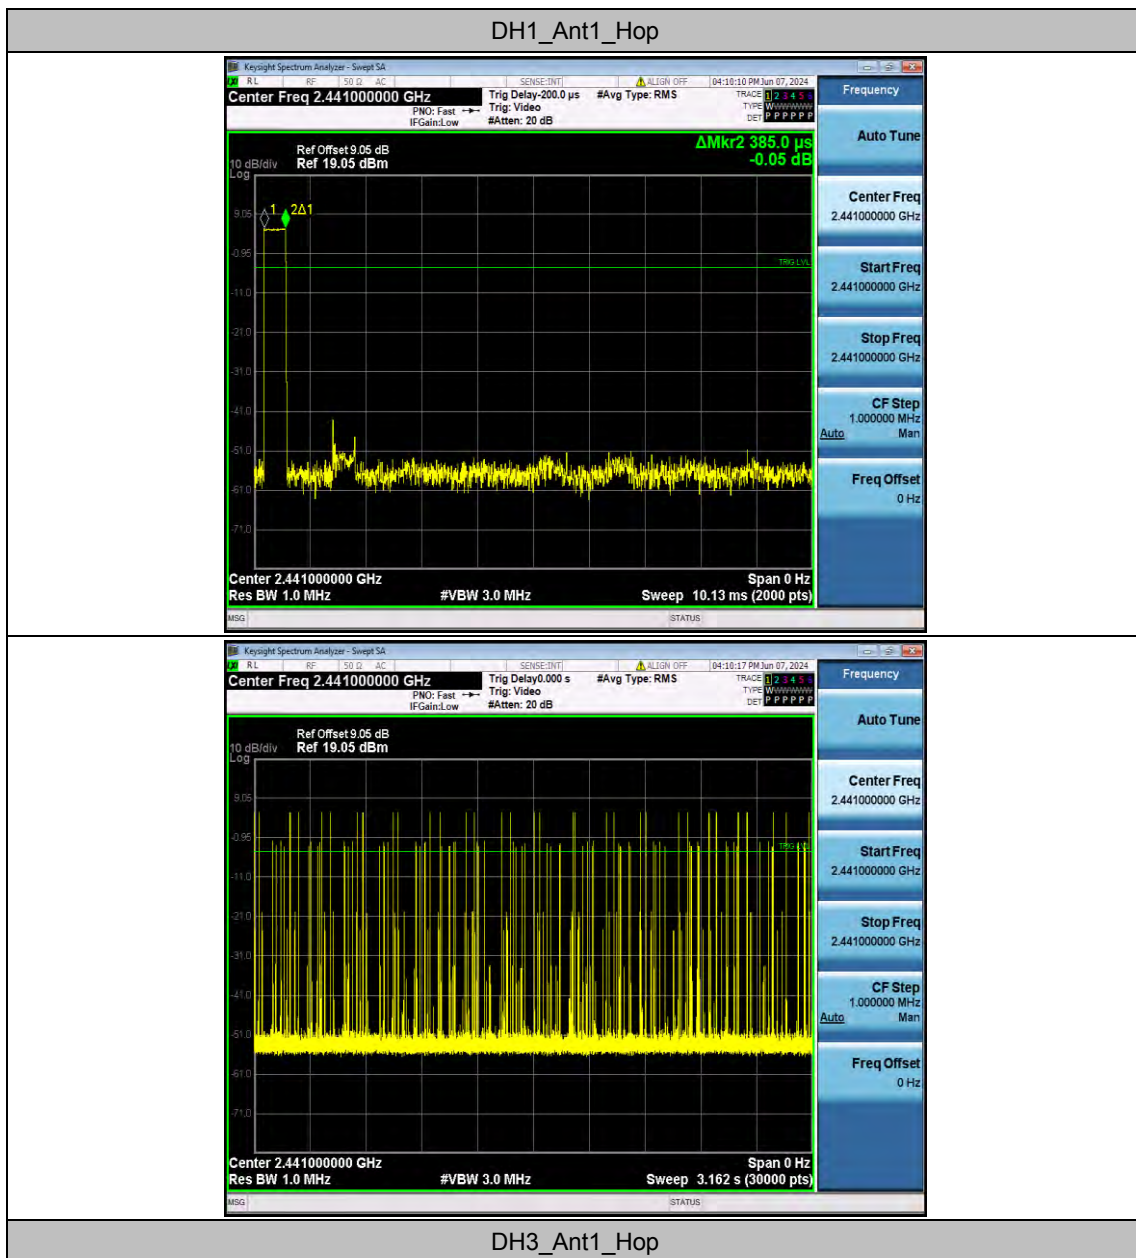 DH1_Ant1_Hop
Keysight Spectrum Analyzer - Swept SA
RL RF 50 Ω AC SENSE:INT ALIGN OFF 04:10:10 PM Jun 07, 2024
Center Freq 2.441000000 GHz
PNO: Fast
IFGain:Low
Trig Delay-200.0 µs
Trig: Video
#Atten: 20 dB
#Avg Type: RMS
TRACE 1 2 3 4 5 6
TYPE W
DET P P P P P P
Frequency
Ref Offset 9.05 dB
10 dB/div Ref 19.05 dBm
Log
ΔMkr2 385.0 µs
-0.05 dB
1
2Δ1
9.05
-0.95
TRIG LVL
-11.0
-21.0
-31.0
-41.0
-51.0
-61.0
-71.0
Center 2.441000000 GHz
Span 0 Hz
Res BW 1.0 MHz
#VBW 3.0 MHz
Sweep 10.13 ms (2000 pts)
MSG
STATUS
Auto Tune
Center Freq
2.441000000 GHz
Start Freq
2.441000000 GHz
Stop Freq
2.441000000 GHz
CF Step
1.000000 MHz
Auto Man
Freq Offset
0 Hz
Keysight Spectrum Analyzer - Swept SA
RL RF 50 Ω AC SENSE:INT ALIGN OFF 04:10:17 PM Jun 07, 2024
Center Freq 2.441000000 GHz
PNO: Fast
IFGain:Low
Trig Delay0.000 s
Trig: Video
#Atten: 20 dB
#Avg Type: RMS
TRACE 1 2 3 4 5 6
TYPE W
DET P P P P P P
Frequency
Ref Offset 9.05 dB
10 dB/div Ref 19.05 dBm
Log
9.05
-0.95
TRIG LVL
-11.0
-21.0
-31.0
-41.0
-51.0
-61.0
-71.0
Center 2.441000000 GHz
Span 0 Hz
Res BW 1.0 MHz
#VBW 3.0 MHz
Sweep 3.162 s (30000 pts)
MSG
STATUS
Auto Tune
Center Freq
2.441000000 GHz
Start Freq
2.441000000 GHz
Stop Freq
2.441000000 GHz
CF Step
1.000000 MHz
Auto Man
Freq Offset
0 Hz
DH3_Ant1_Hop